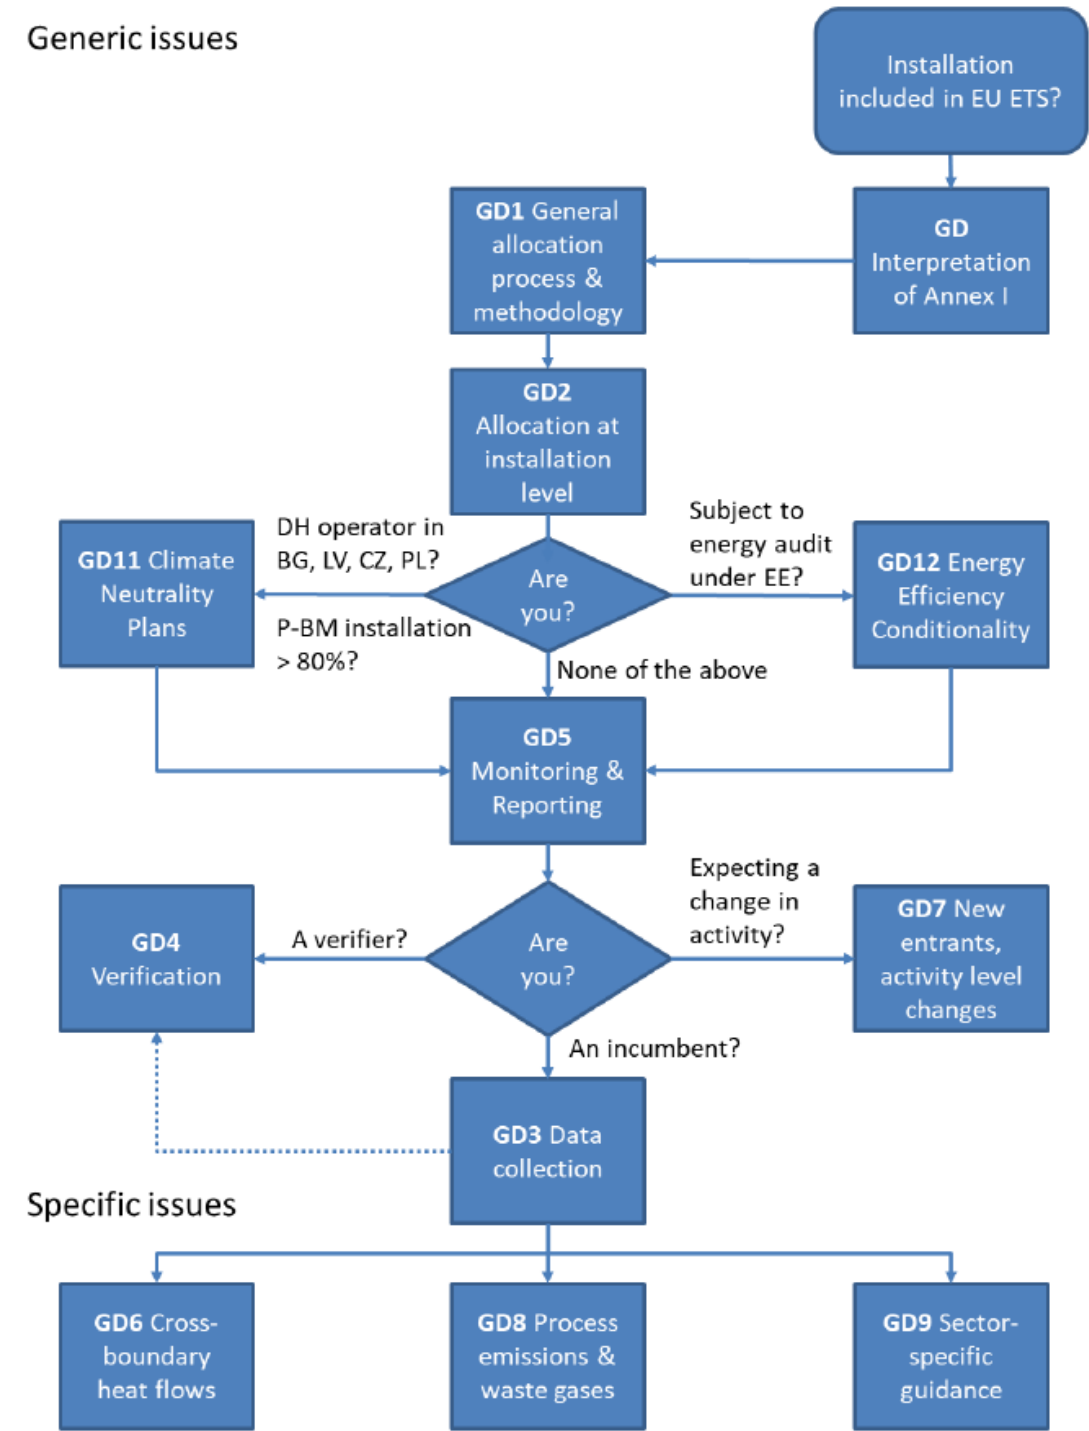 Generic issues
Installation
included in EU ETS?
GD
Interpretation
of Annex I
GD1 General
allocation
process &
methodology
GD2
Allocation at
installation
level
DH operator in
BG, LV, CZ, PL?
P-BM installation
> 80%?
GD11 Climate
Neutrality
Plans
Are
you?
Subject to
energy audit
under EE?
GD12 Energy
Efficiency
Conditionality
None of the above
GD5
Monitoring &
Reporting
A verifier?
GD4
Verification
Are
you?
Expecting a
change in
activity?
GD7 New
entrants,
activity level
changes
An incumbent?
GD3 Data
collection
Specific issues
GD6 Cross-
boundary
heat flows
GD8 Process
emissions &
waste gases
GD9 Sector-
specific
guidance